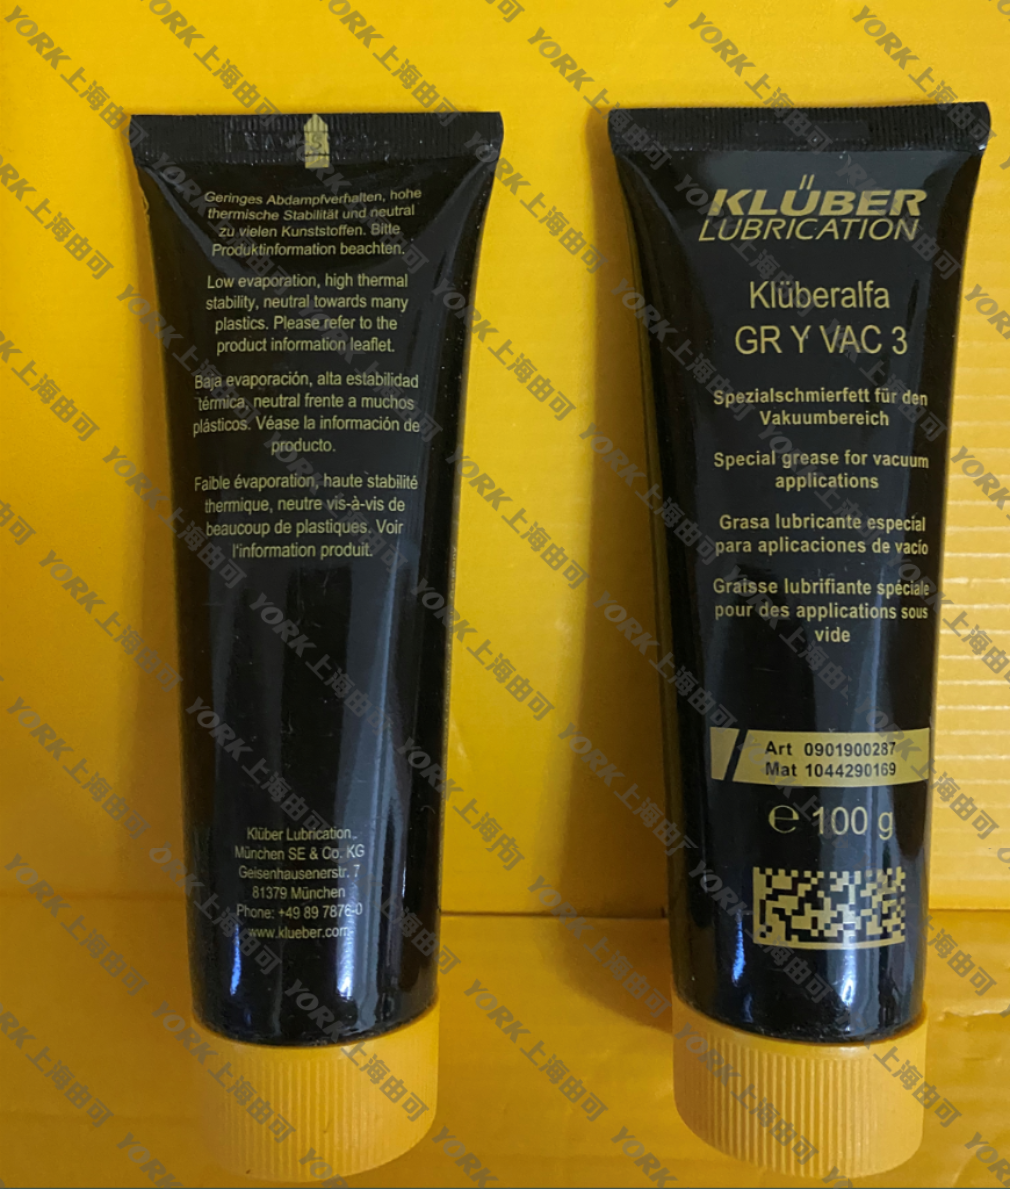 Geringes Abdampfverhalten, hohe
thermische Stabilität und neutral
zu vielen Kunststoffen. Bitte
Produktinformation beachten.
Low evaporation, high thermal
stability, neutral towards many
plastics. Please refer to the
product information leaflet.
Baja evaporación, alta estabilidad
térmica, neutral frente a muchos
plásticos. Véase la información de
producto.
Faible évaporation, haute stabilité
thermique, neutre vis-à-vis de
beaucoup de plastiques. Voir
l'information produit.
Klüber Lubrication
München SE & Co. KG
Geisenhausenerstr. 7
81379 München
Phone: +49 89 7876-0
www.klueber.com
KLÜBER
LUBRICATION
Klüberalfa
GR Y VAC 3
Spezialschmierfett für den
Vakuumbereich
Special grease for vacuum
applications
Grasa lubricante especial
para aplicaciones de vacío
Graisse lubrifiante spéciale
pour des applications sous
vide
Art 0901900287
Mat 1044290169
℮ 100 g
YORK上海由可